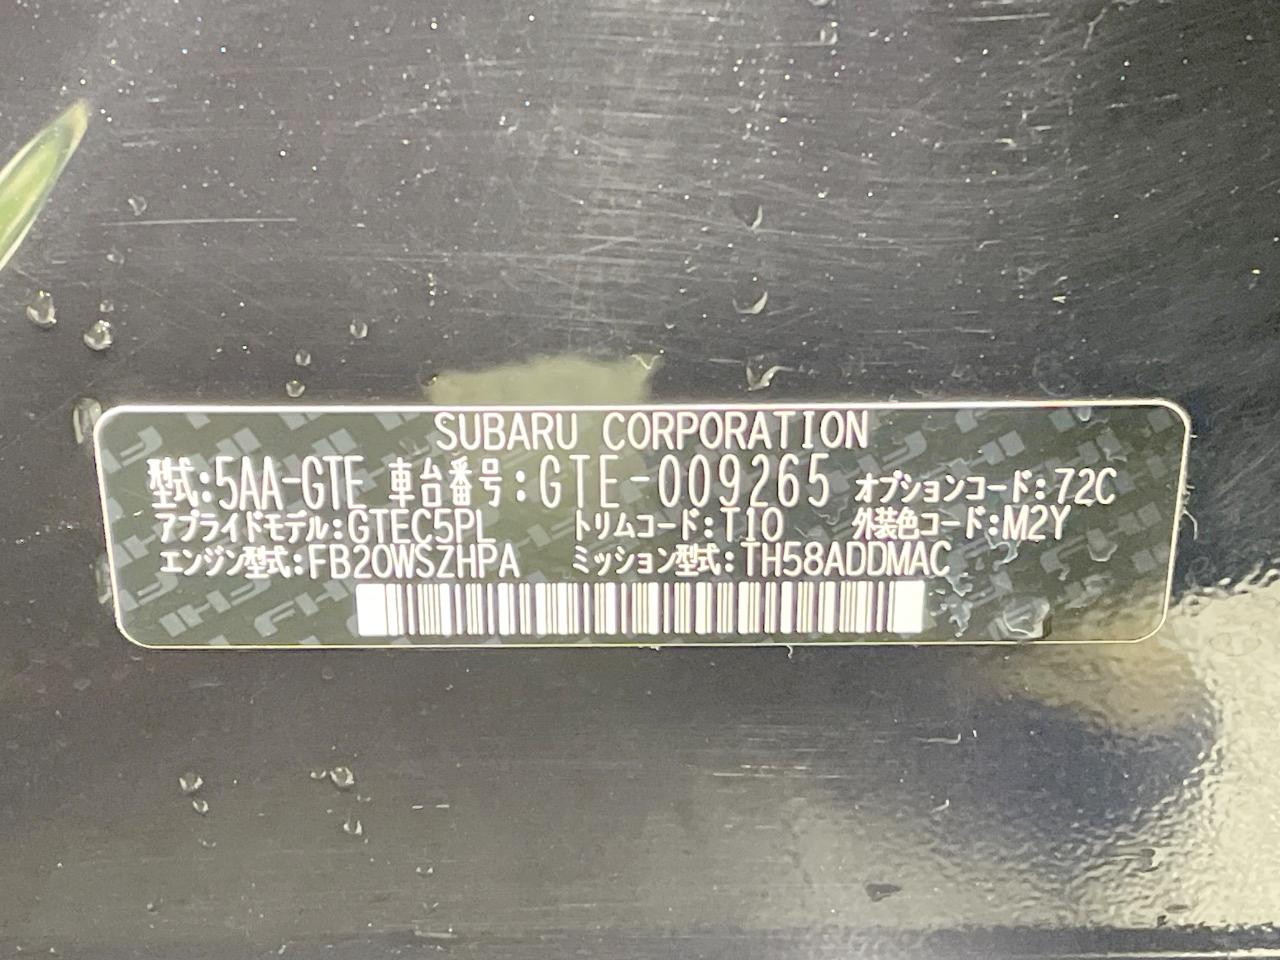 SUBARU CORPORATION
型式:5AA-GTE 車台番号:GTE-009265 オプションコード:72C
アプライドモデル:GTEC5PL トリムコード:T10 外装色コード:M2Y
エンジン型式:FB20WSZHPA ミッション型式:TH58ADDMAC